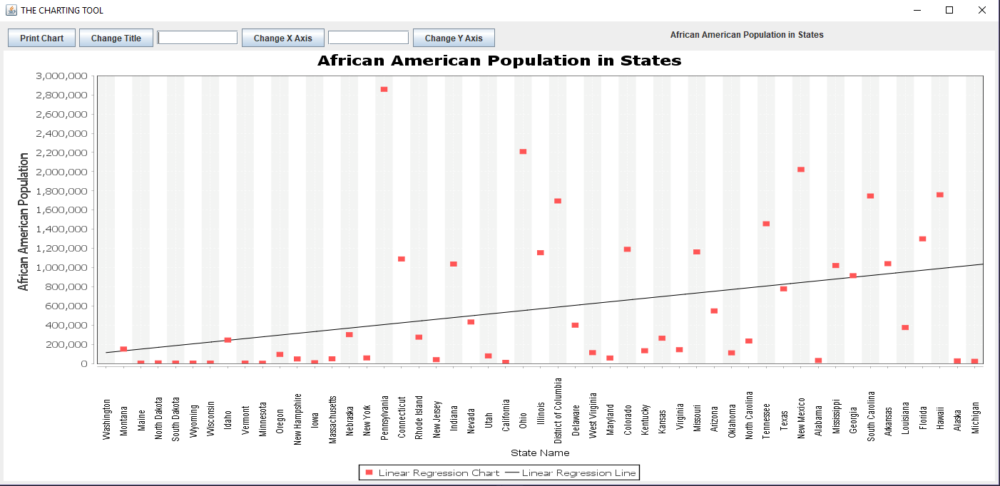 THE CHARTING TOOL
Print Chart Change Title Change X Axis Change Y Axis African American Population in States
African American Population in States
3,000,000
2,800,000
2,600,000
2,400,000
2,200,000
2,000,000
1,800,000
1,600,000
1,400,000
1,200,000
1,000,000
800,000
600,000
400,000
200,000
0
African American Population
Washington
Montana
Maine
North Dakota
South Dakota
Wyoming
Wisconsin
Idaho
Vermont
Minnesota
Oregon
New Hampshire
Iowa
Massachusetts
Nebraska
New York
Pennsylvania
Connecticut
Rhode Island
New Jersey
Indiana
Nevada
Utah
California
Ohio
Illinois
District of Columbia
Delaware
West Virginia
Maryland
Colorado
Kentucky
Kansas
Virginia
Missouri
Arizona
Oklahoma
North Carolina
Tennessee
Texas
New Mexico
Alabama
Mississippi
Georgia
South Carolina
Arkansas
Louisiana
Florida
Hawaii
Alaska
Michigan
State Name
Linear Regression Chart Linear Regression Line